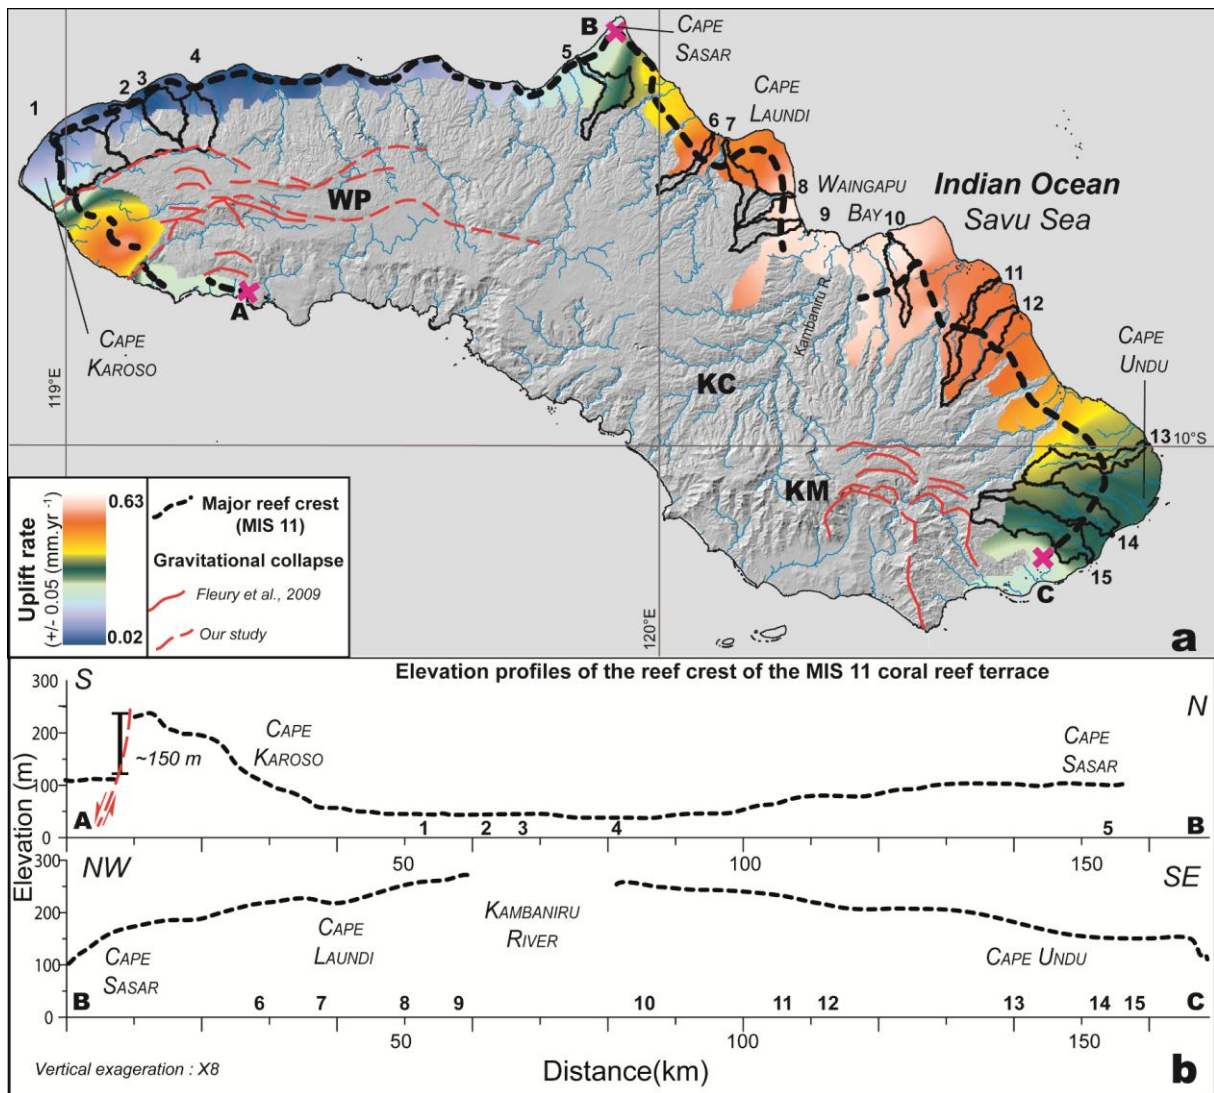 B
CAPE
SASAR
1
2
3
4
5
CAPE
LAUNDI
6
7
8
WAINGAPU
BAY
9
10
Indian Ocean
Savu Sea
11
12
WP
A
CAPE
KAROSO
Kambaniru R.
CAPE
UNDU
119°E
KC
13
10°S
KM
14
15
C
120°E
a
Uplift rate
(+/- 0.05 (mm.yr -1)
0.63
0.02
Major reef crest
(MIS 11)
Gravitational collapse
Fleury et al., 2009
Our study
Elevation profiles of the reef crest of the MIS 11 coral reef terrace
Elevation (m)
300
200
100
0
S
N
~150 m
CAPE
KAROSO
CAPE
SASAR
A
1
2
3
4
5
B
50
100
150
300
200
100
0
NW
SE
CAPE
SASAR
CAPE
LAUNDI
KAMBANIRU
RIVER
CAPE UNDU
B
6
7
8
9
10
11
12
13
14
15
C
50
100
150
Vertical exageration : X8
Distance(km)
b